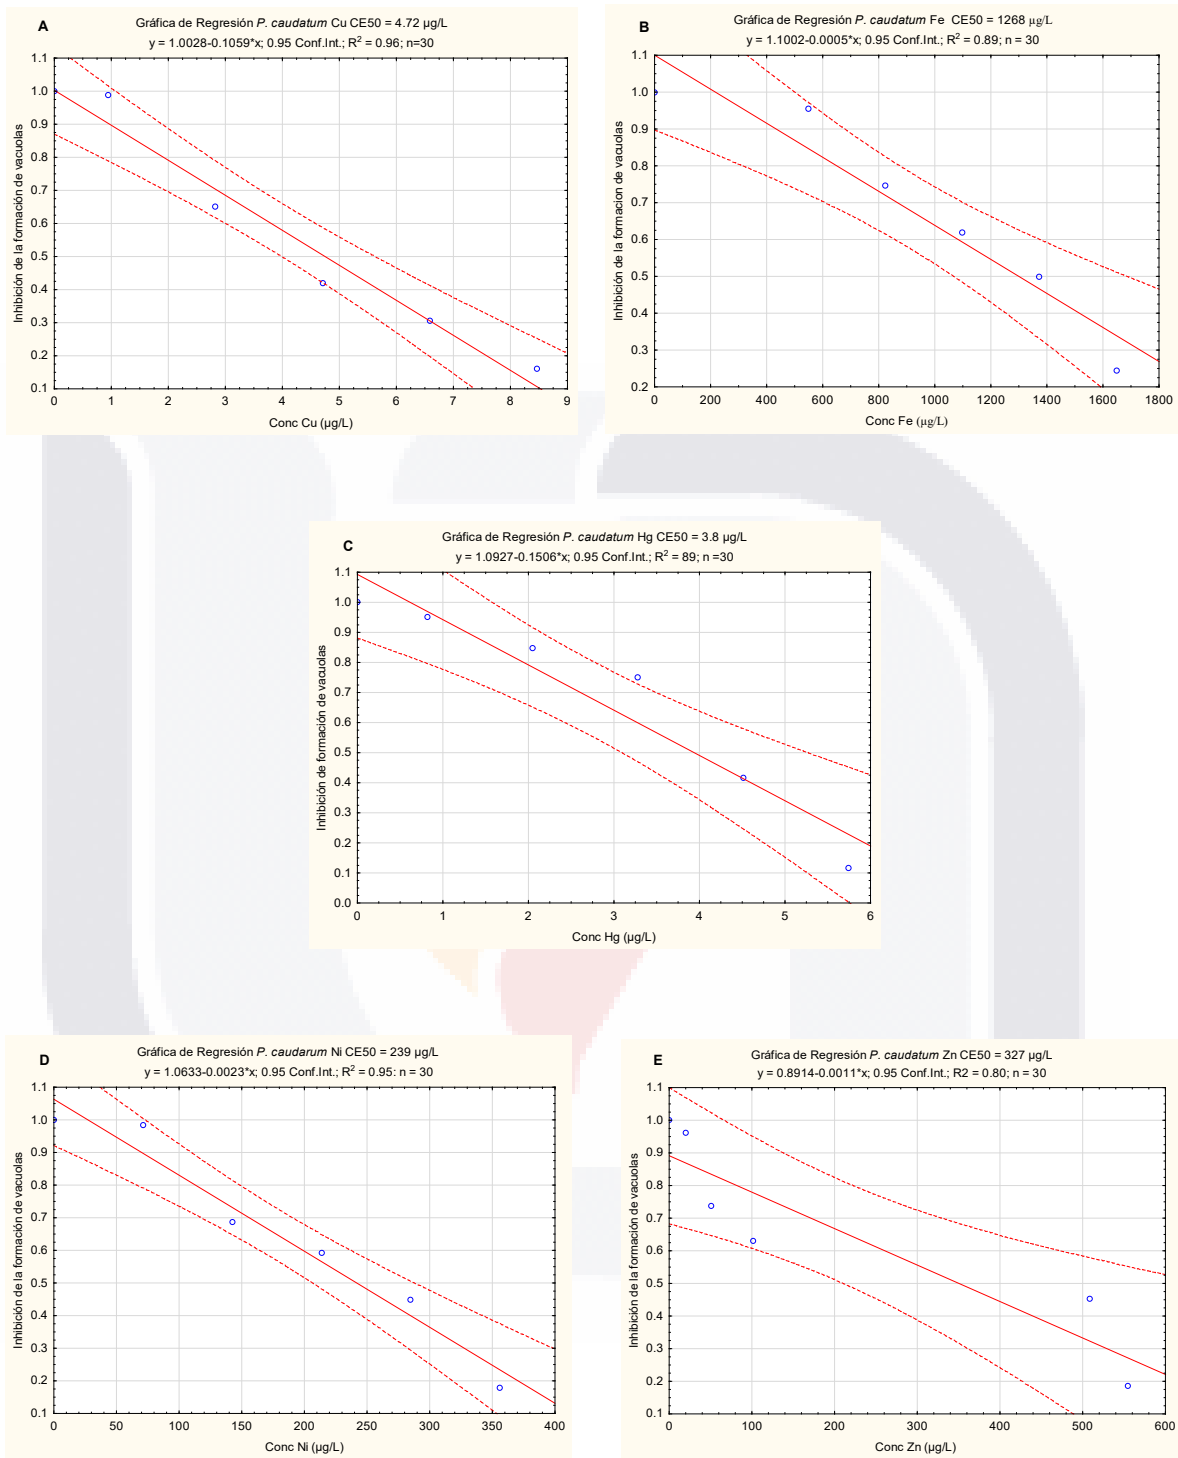 A
Gráfica de Regresión P. caudatum Cu CE50 = 4.72 µg/L
y = 1.0028-0.1059*x; 0.95 Conf.Int.; R² = 0.96; n=30
Inhibición de la formación de vacuolas
1.1
1.0
0.9
0.8
0.7
0.6
0.5
0.4
0.3
0.2
0.1
0 1 2 3 4 5 6 7 8 9
Conc Cu (µg/L)
B
Gráfica de Regresión P. caudatum Fe CE50 = 1268 µg/L
y = 1.1002-0.0005*x; 0.95 Conf.Int.; R² = 0.89; n = 30
Inhibición de la formacion de vacuolas
1.1
1.0
0.9
0.8
0.7
0.6
0.5
0.4
0.3
0.2
0 200 400 600 800 1000 1200 1400 1600 1800
Conc Fe (µg/L)
C
Gráfica de Regresión P. caudatum Hg CE50 = 3.8 µg/L
y = 1.0927-0.1506*x; 0.95 Conf.Int.; R² = 89; n =30
Inhibición de formación de vacuolas
1.1
1.0
0.9
0.8
0.7
0.6
0.5
0.4
0.3
0.2
0.1
0.0
0 1 2 3 4 5 6
Conc Hg (µg/L)
D
Gráfica de Regresión P. caudarum Ni CE50 = 239 µg/L
y = 1.0633-0.0023*x; 0.95 Conf.Int.; R² = 0.95: n = 30
Inhibición de la formación de vacuolas
1.1
1.0
0.9
0.8
0.7
0.6
0.5
0.4
0.3
0.2
0.1
0 50 100 150 200 250 300 350 400
Conc Ni (µg/L)
E
Gráfica de Regresión P. caudatum Zn CE50 = 327 µg/L
y = 0.8914-0.0011*x; 0.95 Conf.Int.; R2 = 0.80; n = 30
Inhibición de la formación de vacuolas
1.1
1.0
0.9
0.8
0.7
0.6
0.5
0.4
0.3
0.2
0.1
0 100 200 300 400 500 600
Conc Zn (µg/L)